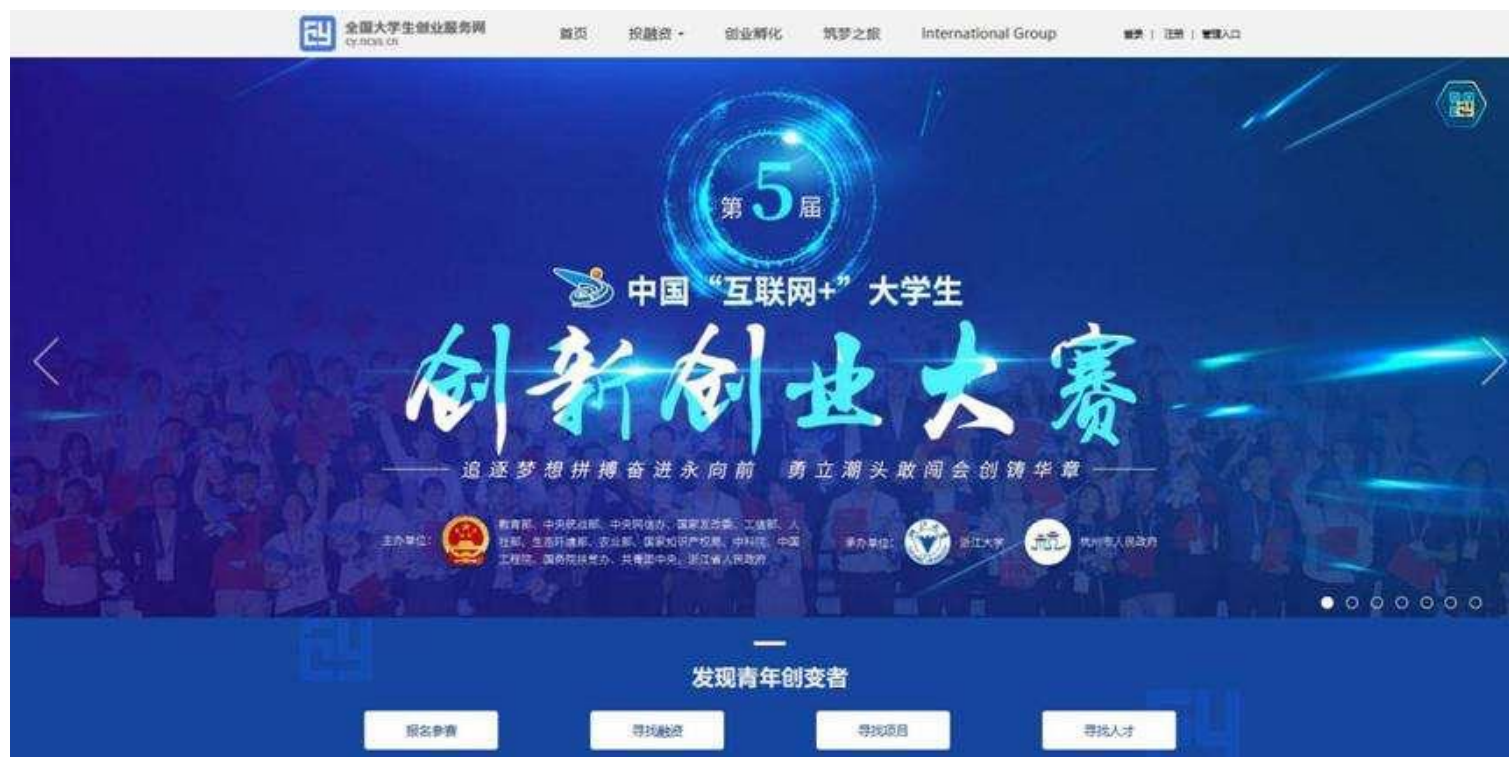 全国大学生创业服务网
cy.ncss.cn
首页 投融资 创业孵化 筑梦之旅 International Group 登录 | 注册 | 管理入口
第5届
中国“互联网+”大学生
创新创业大赛
追逐梦想拼搏奋进永向前 勇立潮头敢闯会创铸华章
主办单位:
教育部、中央统战部、中央网信办、国家发改委、工信部、人
社部、生态环境部、农业部、国家知识产权局、中科院、中国
工程院、国务院扶贫办、共青团中央、浙江省人民政府
承办单位: 浙江大学 杭州市人民政府
发现青年创变者
报名参赛 寻找融资 寻找项目 寻找人才